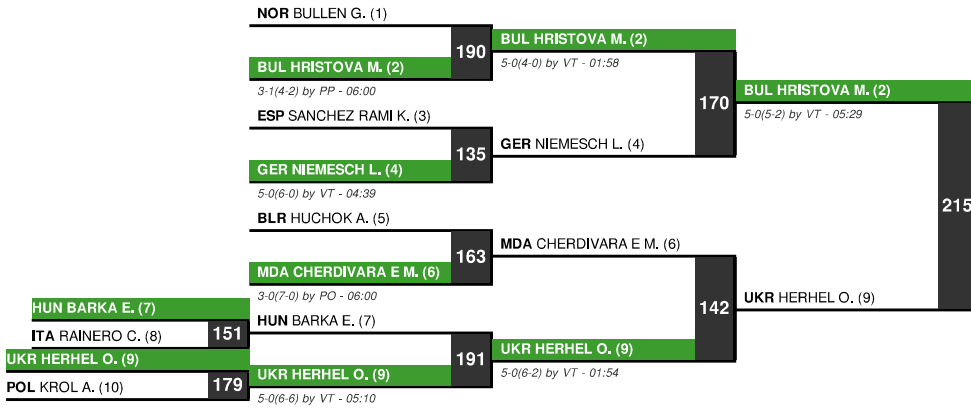 NOR BULLEN G. (1)
190
BUL HRISTOVA M. (2)
3-1(4-2) by PP - 06:00
BUL HRISTOVA M. (2)
5-0(4-0) by VT - 01:58
170
BUL HRISTOVA M. (2)
5-0(5-2) by VT - 05:29
ESP SANCHEZ RAMI K. (3)
135
GER NIEMESCH L. (4)
5-0(6-0) by VT - 04:39
GER NIEMESCH L. (4)
215
BLR HUCHOK A. (5)
163
MDA CHERDIVARA E M. (6)
3-0(7-0) by PO - 06:00
MDA CHERDIVARA E M. (6)
142
UKR HERHEL O. (9)
HUN BARKA E. (7)
151
ITA RAINERO C. (8)
HUN BARKA E. (7)
191
UKR HERHEL O. (9)
5-0(6-2) by VT - 01:54
UKR HERHEL O. (9)
179
POL KROL A. (10)
UKR HERHEL O. (9)
5-0(6-6) by VT - 05:10